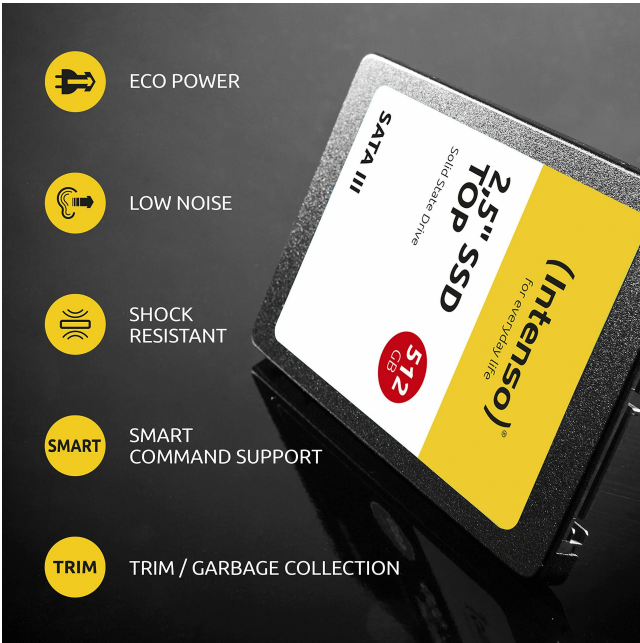 ECO POWER
LOW NOISE
SHOCK
RESISTANT
SMART
SMART
COMMAND SUPPORT
TRIM
TRIM / GARBAGE COLLECTION
SATA III
Solid State Drive
2,5" SSD
TOP
512
GB
(Intenso)®
For everyday life